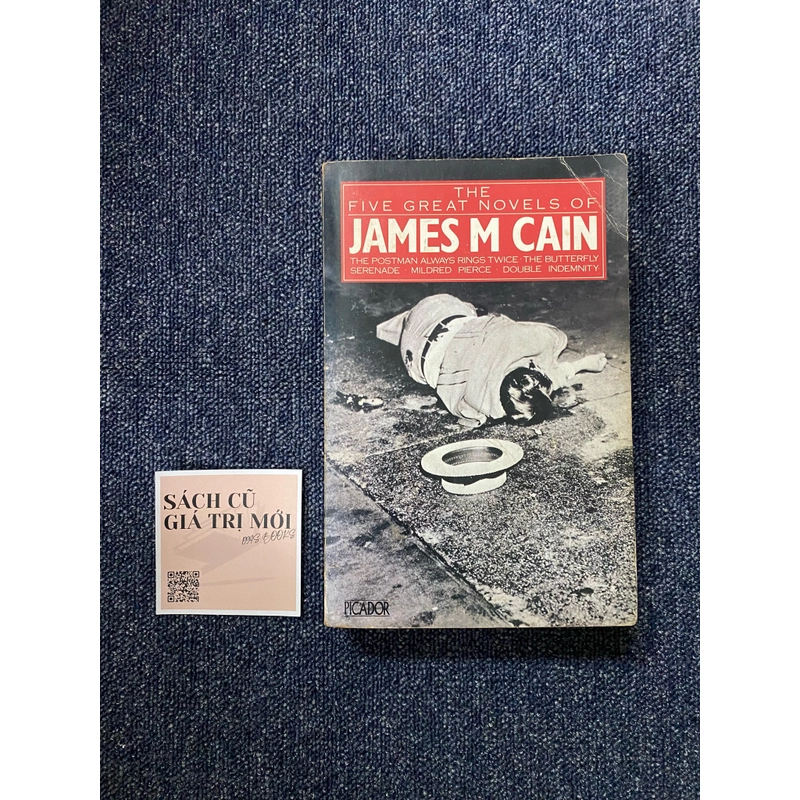 THE
FIVE GREAT NOVELS OF
JAMES M CAIN
THE POSTMAN ALWAYS RINGS TWICE · THE BUTTERFLY
SERENADE · MILDRED PIERCE · DOUBLE INDEMNITY
PICADOR
SÁCH CŨ
GIÁ TRỊ MỚI